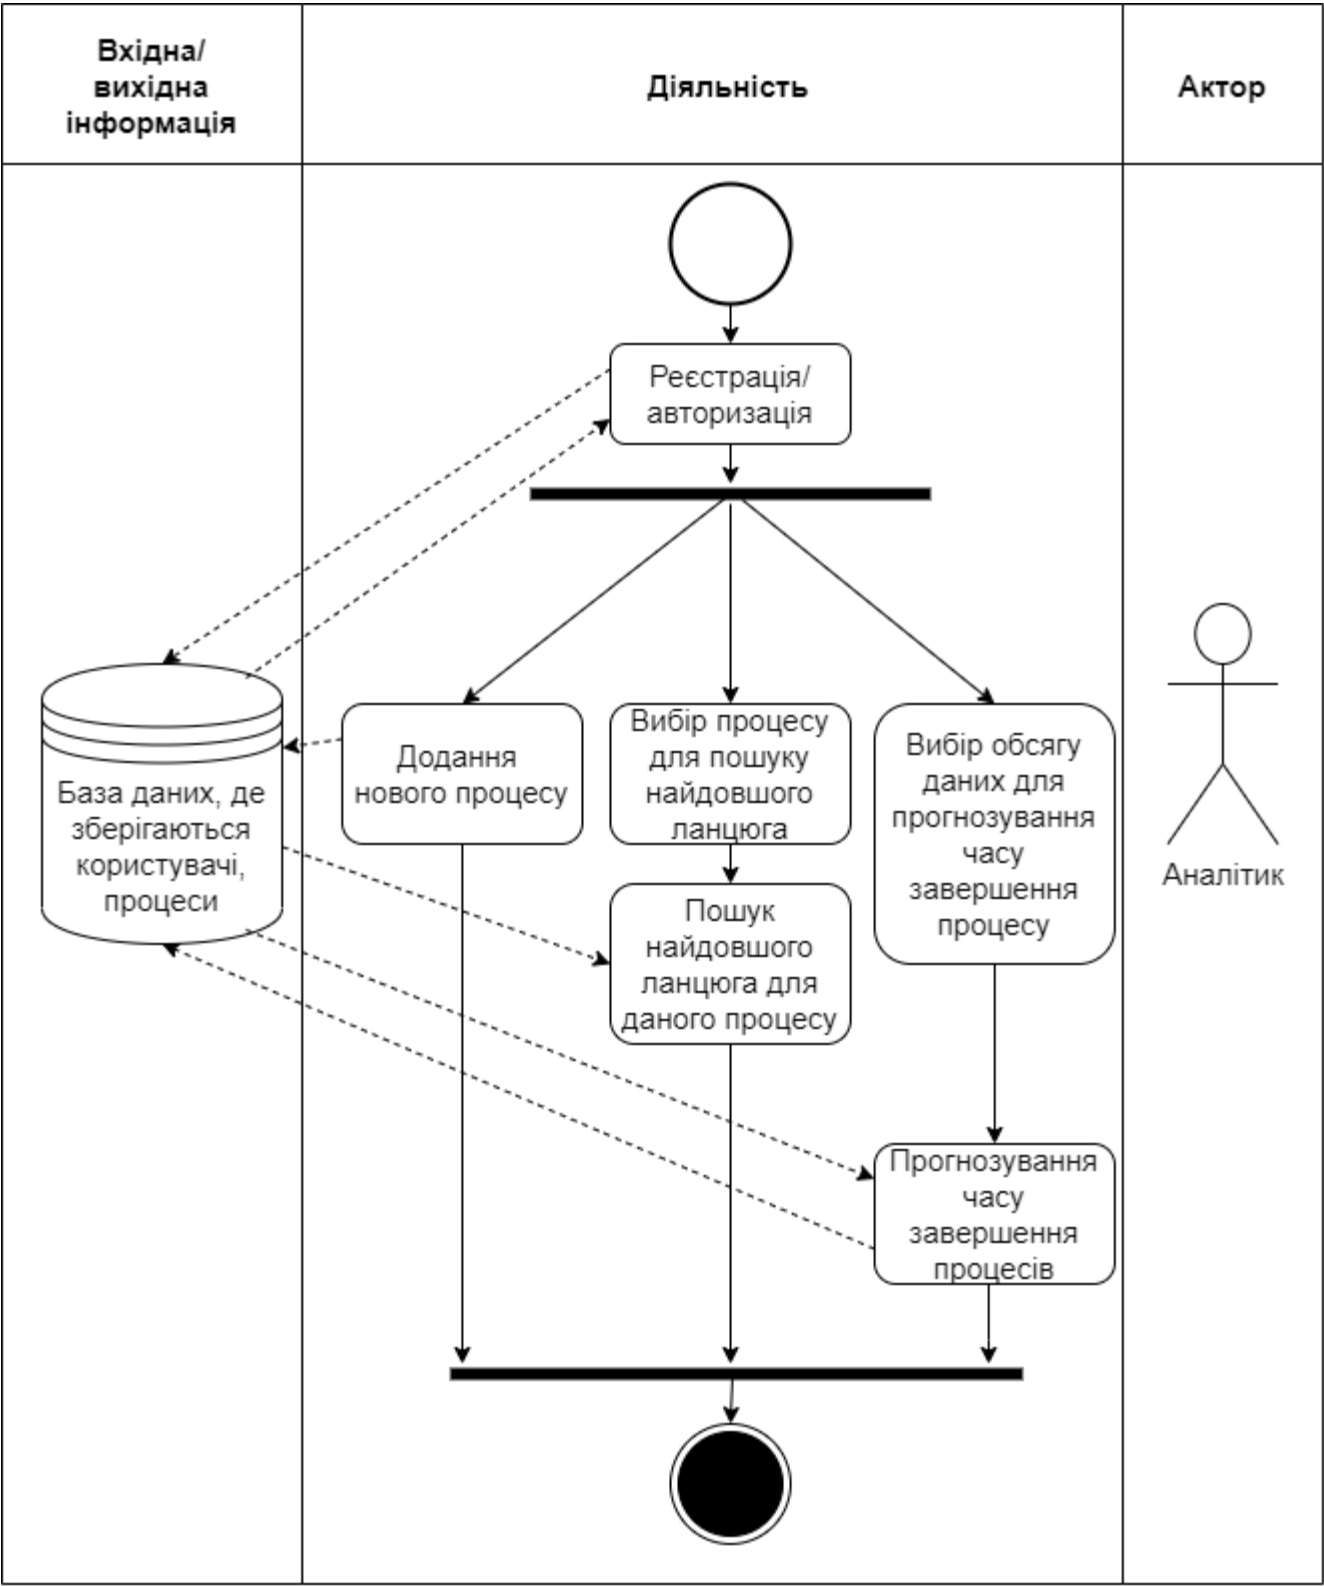 Вхідна/
вихідна
інформація
Діяльність
Актор
Реєстрація/
авторизація
База даних, де
зберігаються
користувачі,
процеси
Додання
нового процесу
Вибір процесу
для пошуку
найдовшого
ланцюга
Вибір обсягу
даних для
прогнозування
часу
завершення
процесу
Аналітик
Пошук
найдовшого
ланцюга для
даного процесу
Прогнозування
часу
завершення
процесів